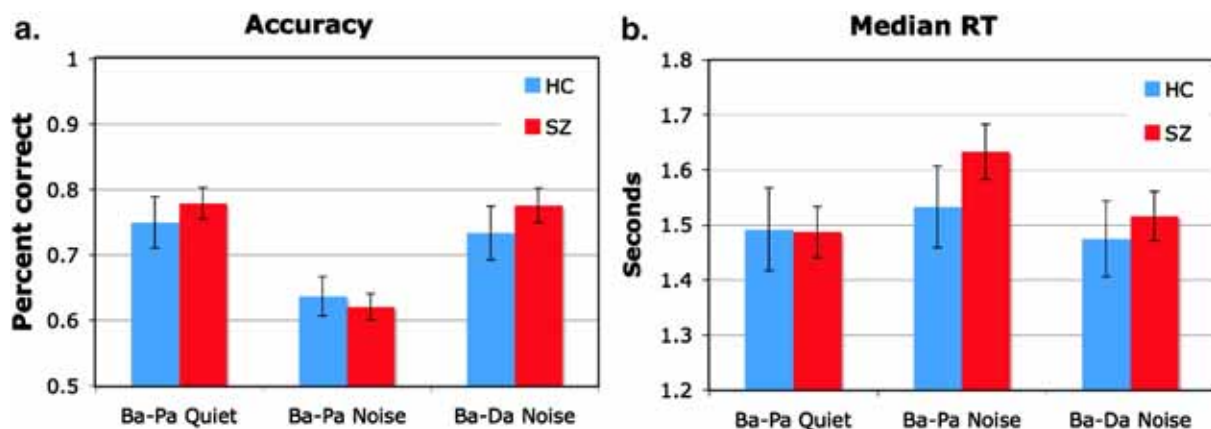 a.
Accuracy
Percent correct
1
0.9
0.8
0.7
0.6
0.5
HC
SZ
Ba-Pa Quiet Ba-Pa Noise Ba-Da Noise
b.
Median RT
Seconds
1.8
1.7
1.6
1.5
1.4
1.3
1.2
HC
SZ
Ba-Pa Quiet Ba-Pa Noise Ba-Da Noise